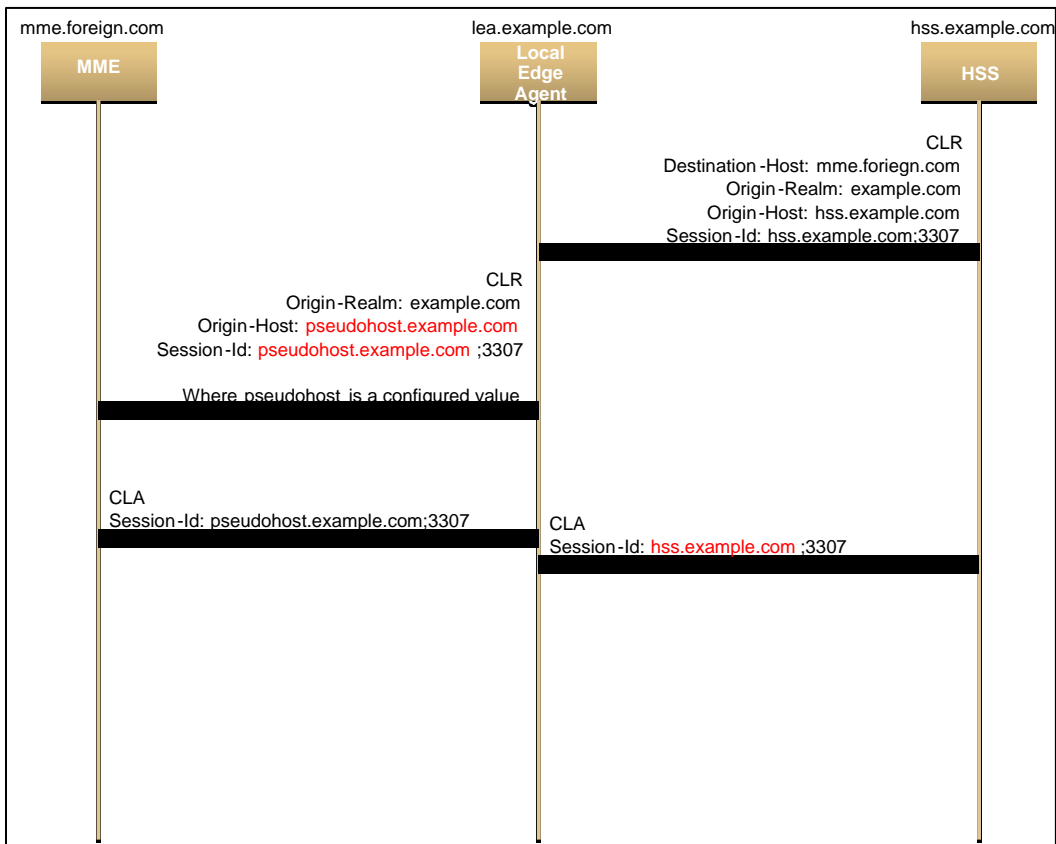 mme.foreign.com
lea.example.com
hss.example.com
MME
Local
Edge
Agent
HSS
CLR
Destination-Host: mme.foriegn.com
Origin-Realm: example.com
Origin-Host: hss.example.com
Session-Id: hss.example.com;3307
CLR
Origin-Realm: example.com
Origin-Host: pseudohost.example.com
Session-Id: pseudohost.example.com ;3307
Where pseudohost is a configured value
CLA
Session-Id: pseudohost.example.com;3307
CLA
Session-Id: hss.example.com ;3307